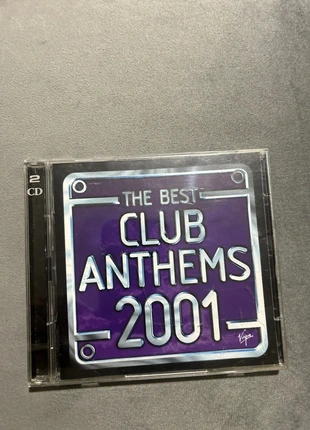 2
CD
THE BEST
CLUB
ANTHEMS
2001
Virgin